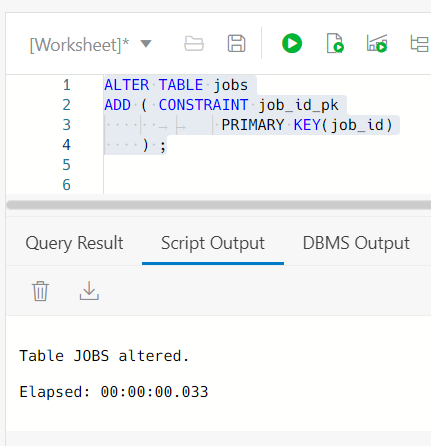 [Worksheet]*
1 ALTER TABLE jobs
2 ADD ( CONSTRAINT job_id_pk
3 PRIMARY KEY(job_id)
4 ) ;
5
6
Query Result Script Output DBMS Output
Table JOBS altered.
Elapsed: 00:00:00.033